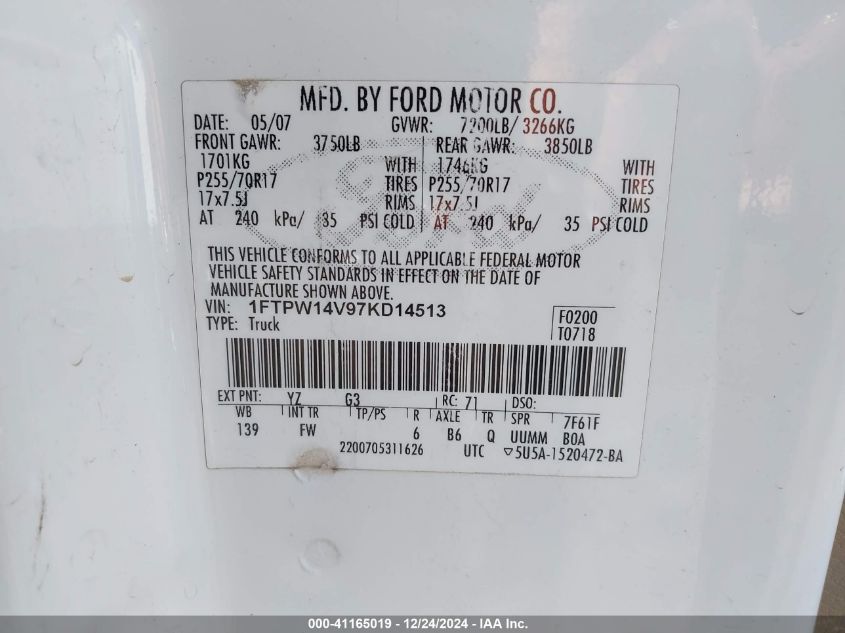 MFD. BY FORD MOTOR CO.
DATE: 05/07 GVWR: 7200LB/ 3266KG
FRONT GAWR: 3750LB REAR GAWR: 3850LB
1701KG WITH 1746KG WITH
P255/70R17 TIRES P255/70R17 TIRES
17x7.5J RIMS 17x7.5J RIMS
AT 240 kPa/ 35 PSI COLD AT 240 kPa/ 35 PSI COLD
THIS VEHICLE CONFORMS TO ALL APPLICABLE FEDERAL MOTOR
VEHICLE SAFETY STANDARDS IN EFFECT ON THE DATE OF
MANUFACTURE SHOWN ABOVE.
VIN: 1FTPW14V97KD14513
TYPE: Truck
F0200
T0718
EXT PNT: YZ G3 RC: 71 DSO:
WB INT TR TP/PS R AXLE TR SPR 7F61F
139 FW 6 B6 Q UUMM BOA
2200705311626 UTC ▽5U5A-1520472-BA
000-41165019 - 12/24/2024 - IAA Inc.